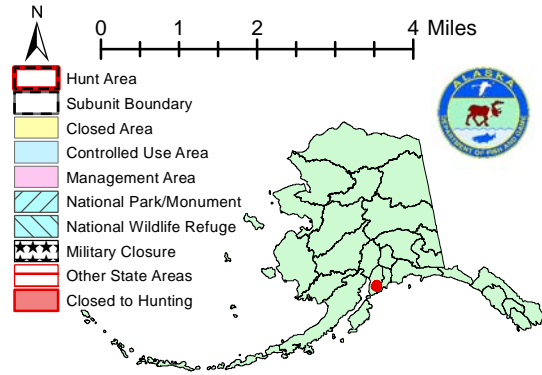 N
0 1 2 4 Miles
Hunt Area
Subunit Boundary
Closed Area
Controlled Use Area
Management Area
National Park/Monument
National Wildlife Refuge
Military Closure
Other State Areas
Closed to Hunting
ALASKA
DEPARTMENT OF FISH AND GAME